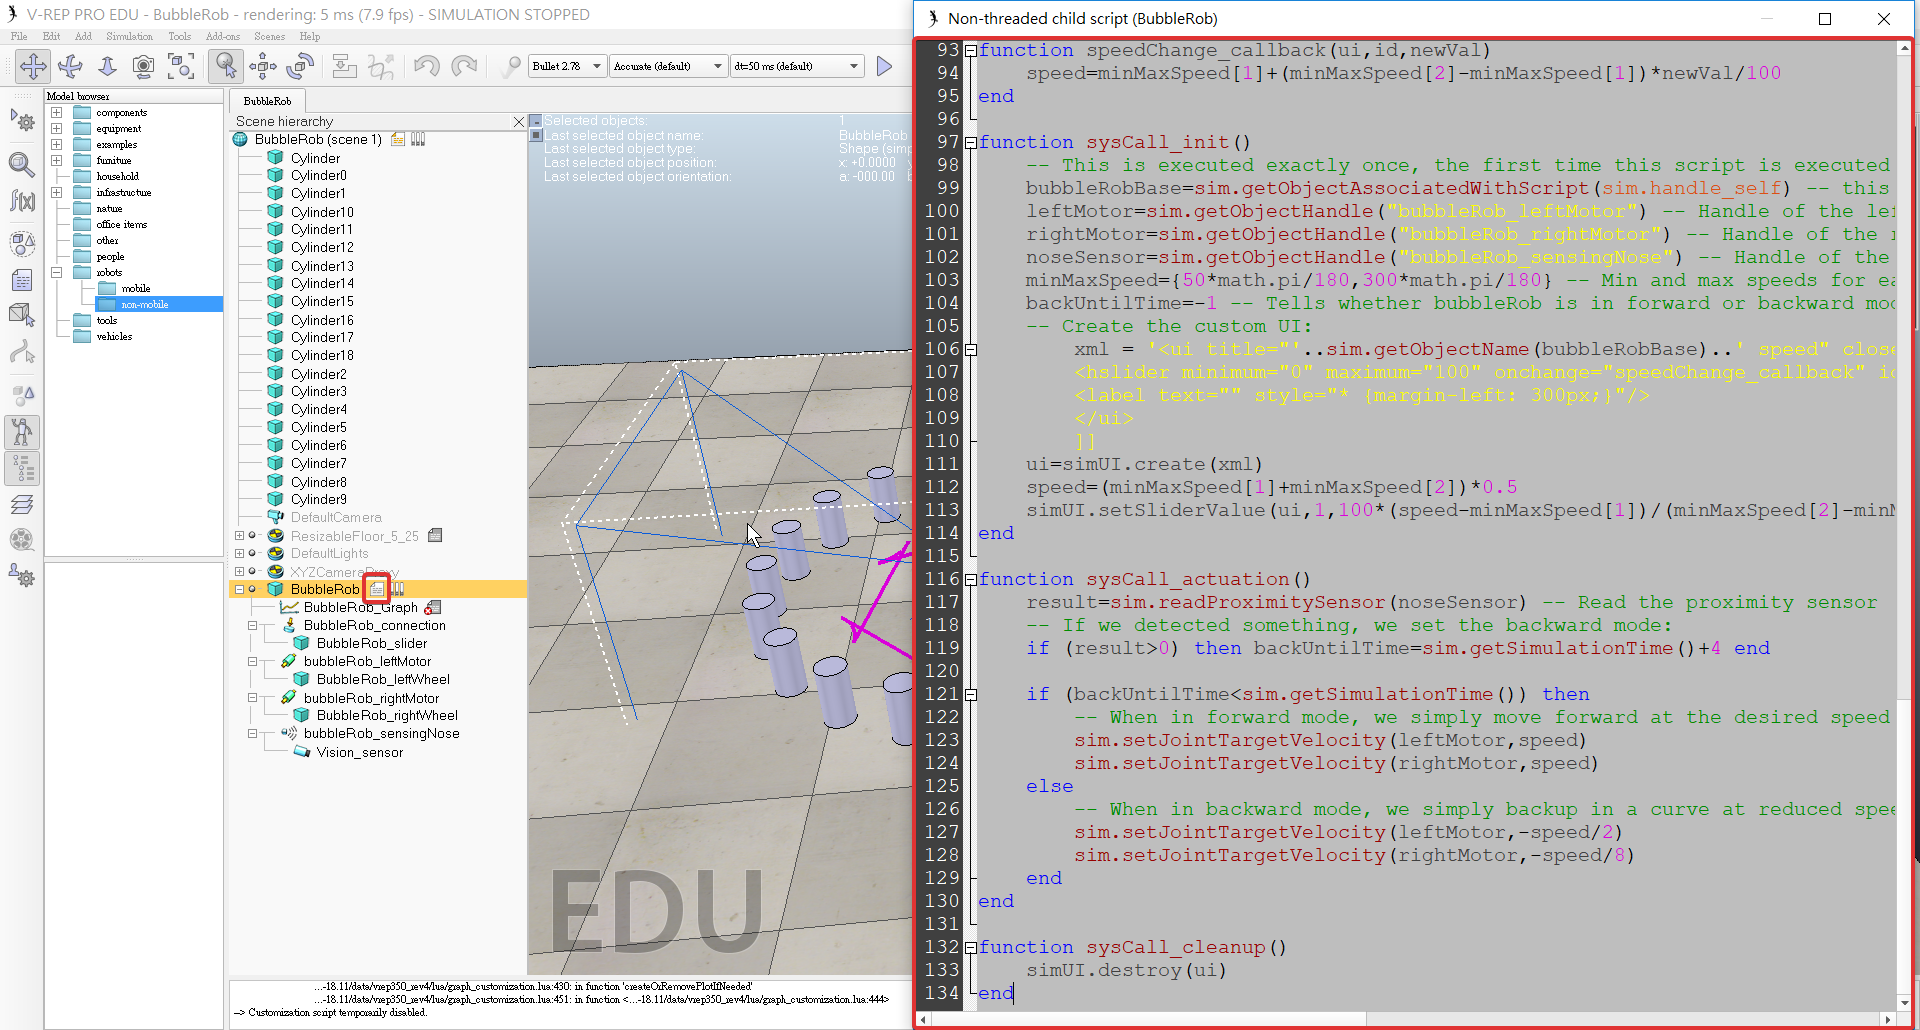 V-REP PRO EDU - BubbleRob - rendering: 5 ms (7.9 fps) - SIMULATION STOPPED
File Edit Add Simulation Tools Add-ons Scenes Help
Bullet 2.78 Accurate (default) dt=50 ms (default)
Model browser
components
equipment
examples
furniture
household
infrastructure
nature
office items
other
people
robots
mobile
non-mobile
tools
vehicles
BubbleRob
Scene hierarchy
BubbleRob (scene 1)
Cylinder
Cylinder0
Cylinder1
Cylinder10
Cylinder11
Cylinder12
Cylinder13
Cylinder14
Cylinder15
Cylinder16
Cylinder17
Cylinder18
Cylinder2
Cylinder3
Cylinder4
Cylinder5
Cylinder6
Cylinder7
Cylinder8
Cylinder9
DefaultCamera
ResizableFloor_5_25
DefaultLights
XYZCameraProxy
BubbleRob
BubbleRob_Graph
BubbleRob_connection
BubbleRob_slider
bubbleRob_leftMotor
BubbleRob_leftWheel
bubbleRob_rightMotor
BubbleRob_rightWheel
bubbleRob_sensingNose
Vision_sensor
Selected objects: 1
Last selected object name: BubbleRob
Last selected object type: Shape (sim
Last selected object position: x: +0.0000
Last selected object orientation: a: -000.00
EDU
...-18.11/data/vrep350_rev4/lua/graph_customization.lua:430: in function 'createOrRemovePlotIfNeeded'
...-18.11/data/vrep350_rev4/lua/graph_customization.lua:451: in function <...-18.11/data/vrep350_rev4/lua/graph_customization.lua:444>
--> Customization script temporarily disabled.
Non-threaded child script (BubbleRob)
93 function speedChange_callback(ui,id,newVal)
94 speed=minMaxSpeed[1]+(minMaxSpeed[2]-minMaxSpeed[1])*newVal/100
95 end
96
97 function sysCall_init()
98 -- This is executed exactly once, the first time this script is executed
99 bubbleRobBase=sim.getObjectAssociatedWithScript(sim.handle_self) -- this
100 leftMotor=sim.getObjectHandle("bubbleRob_leftMotor") -- Handle of the lef
101 rightMotor=sim.getObjectHandle("bubbleRob_rightMotor") -- Handle of the r
102 noseSensor=sim.getObjectHandle("bubbleRob_sensingNose") -- Handle of the
103 minMaxSpeed={50*math.pi/180,300*math.pi/180} -- Min and max speeds for ea
104 backUntilTime=-1 -- Tells whether bubbleRob is in forward or backward mod
105 -- Create the custom UI:
106 xml = '<ui title="'..sim.getObjectName(bubbleRobBase)..' speed" close
107 <hslider minimum="0" maximum="100" onchange="speedChange_callback" id
108 <label text="" style="* {margin-left: 300px;}"/>
109 </ui>
110 ]]
111 ui=simUI.create(xml)
112 speed=(minMaxSpeed[1]+minMaxSpeed[2])*0.5
113 simUI.setSliderValue(ui,1,100*(speed-minMaxSpeed[1])/(minMaxSpeed[2]-minM
114 end
115
116 function sysCall_actuation()
117 result=sim.readProximitySensor(noseSensor) -- Read the proximity sensor
118 -- If we detected something, we set the backward mode:
119 if (result>0) then backUntilTime=sim.getSimulationTime()+4 end
120
121 if (backUntilTime<sim.getSimulationTime()) then
122 -- When in forward mode, we simply move forward at the desired speed
123 sim.setJointTargetVelocity(leftMotor,speed)
124 sim.setJointTargetVelocity(rightMotor,speed)
125 else
126 -- When in backward mode, we simply backup in a curve at reduced spee
127 sim.setJointTargetVelocity(leftMotor,-speed/2)
128 sim.setJointTargetVelocity(rightMotor,-speed/8)
129 end
130 end
131
132 function sysCall_cleanup()
133 simUI.destroy(ui)
134 end